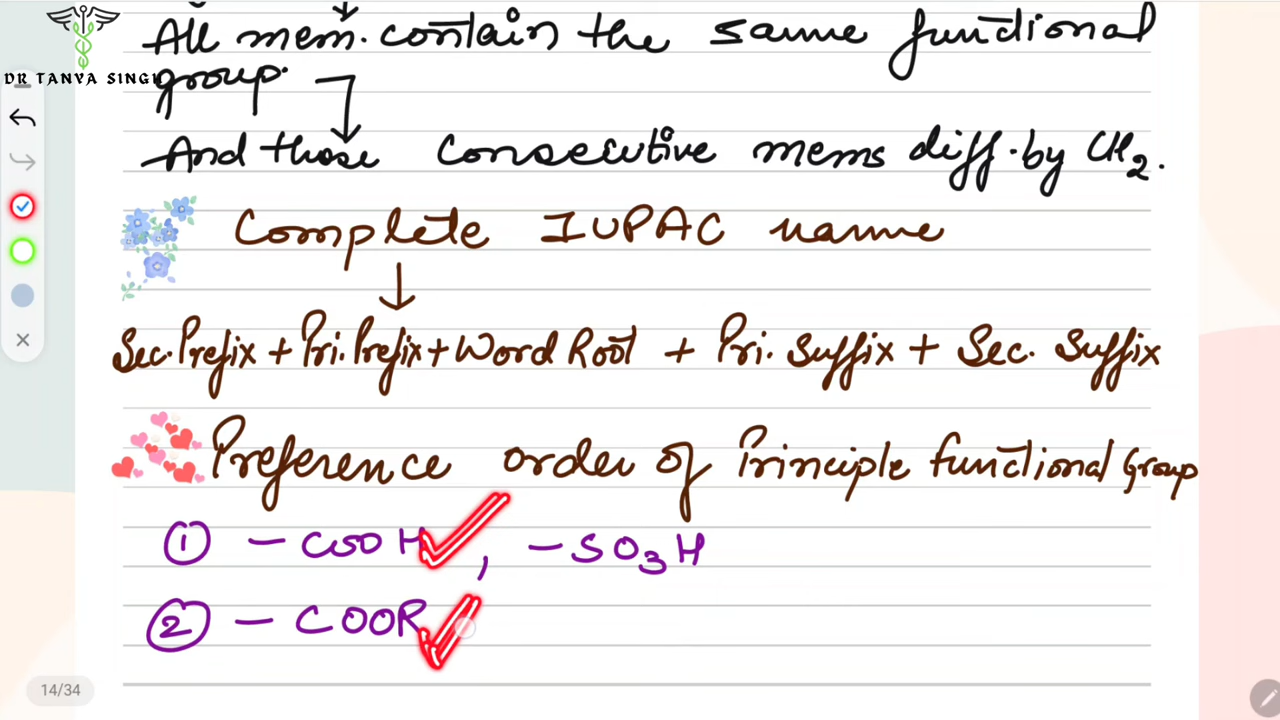 All mem. contain the same functional
DR TANYA SINGH
group.
And those consecutive mems diff. by CH2.
Complete IUPAC name
↓
Sec. Prefix + Pri. Prefix + Word Root + Pri. Suffix + Sec. Suffix
Preference order of Principle functional Group
① - COOH, - SO3H
② - COOR
14/34